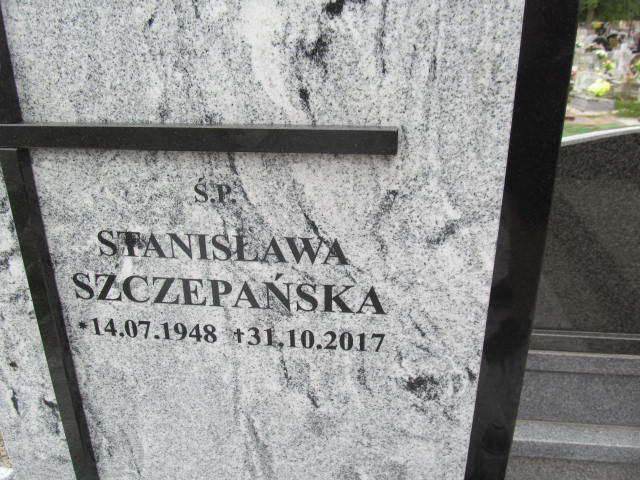 Ś.P.
STANISŁAWA
SZCZEPAŃSKA
*14.07.1948 †31.10.2017